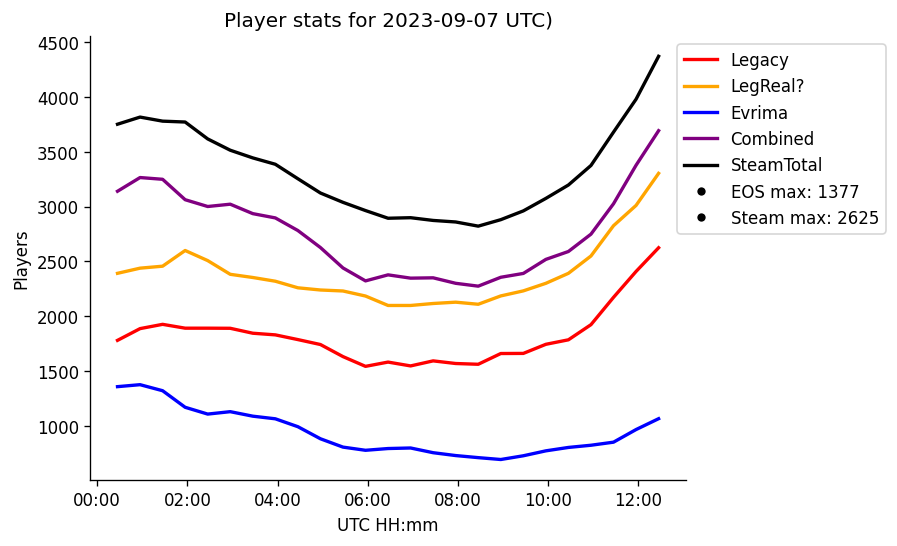 Player stats for 2023-09-07 UTC)
4500
4000
3500
3000
2500
2000
1500
1000
Players
00:00 02:00 04:00 06:00 08:00 10:00 12:00
UTC HH:mm
Legacy
LegReal?
Evrima
Combined
SteamTotal
EOS max: 1377
Steam max: 2625